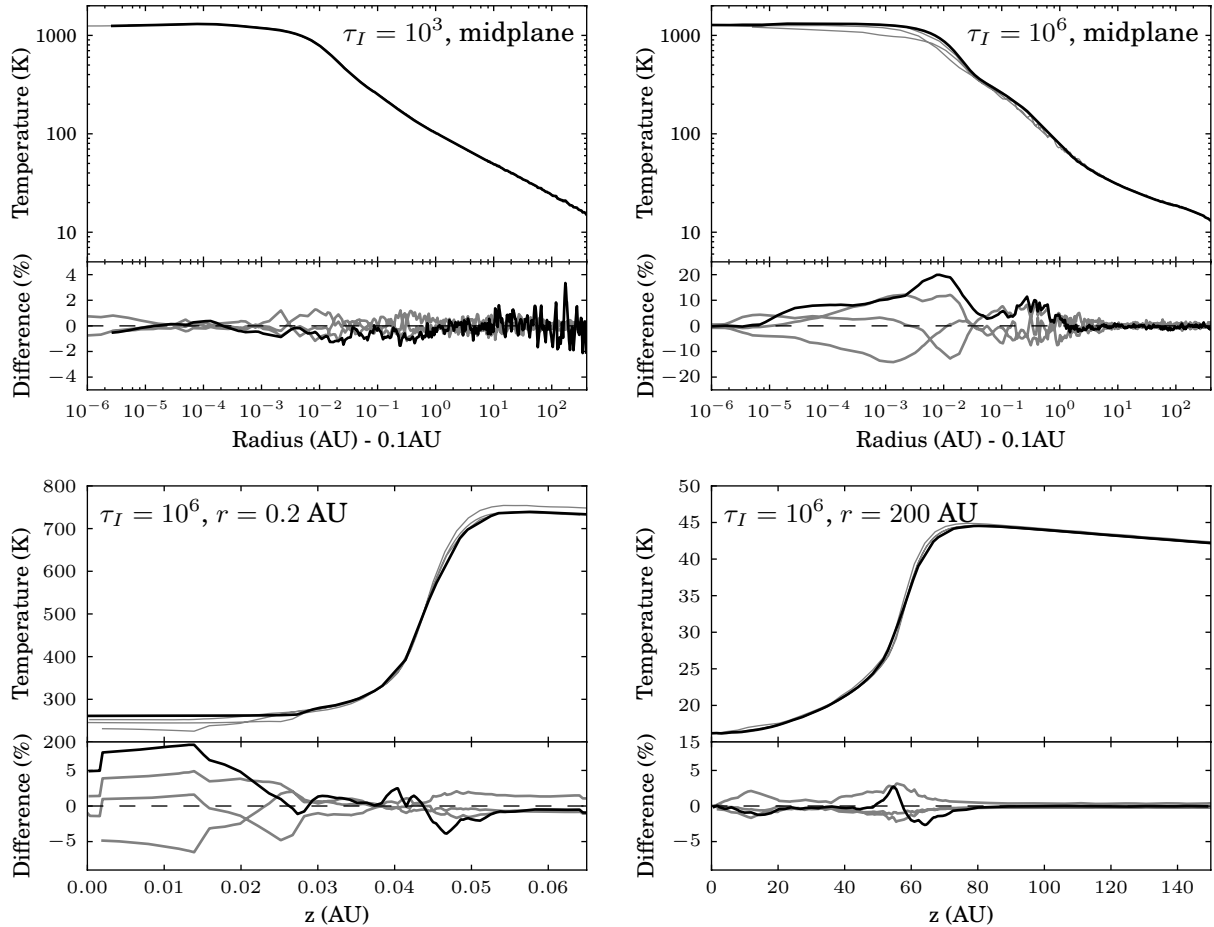 τ_I = 10^3, midplane
Temperature (K)
1000
100
10
Difference (%)
4
2
0
−2
−4
10^−6 10^−5 10^−4 10^−3 10^−2 10^−1 10^0 10^1 10^2
Radius (AU) - 0.1AU
τ_I = 10^6, midplane
Temperature (K)
1000
100
10
Difference (%)
20
10
0
−10
−20
10^−6 10^−5 10^−4 10^−3 10^−2 10^−1 10^0 10^1 10^2
Radius (AU) - 0.1AU
τ_I = 10^6, r = 0.2 AU
Temperature (K)
800
700
600
500
400
300
200
Difference (%)
5
0
−5
0.00 0.01 0.02 0.03 0.04 0.05 0.06
z (AU)
τ_I = 10^6, r = 200 AU
Temperature (K)
50
45
40
35
30
25
20
15
Difference (%)
5
0
−5
0 20 40 60 80 100 120 140
z (AU)